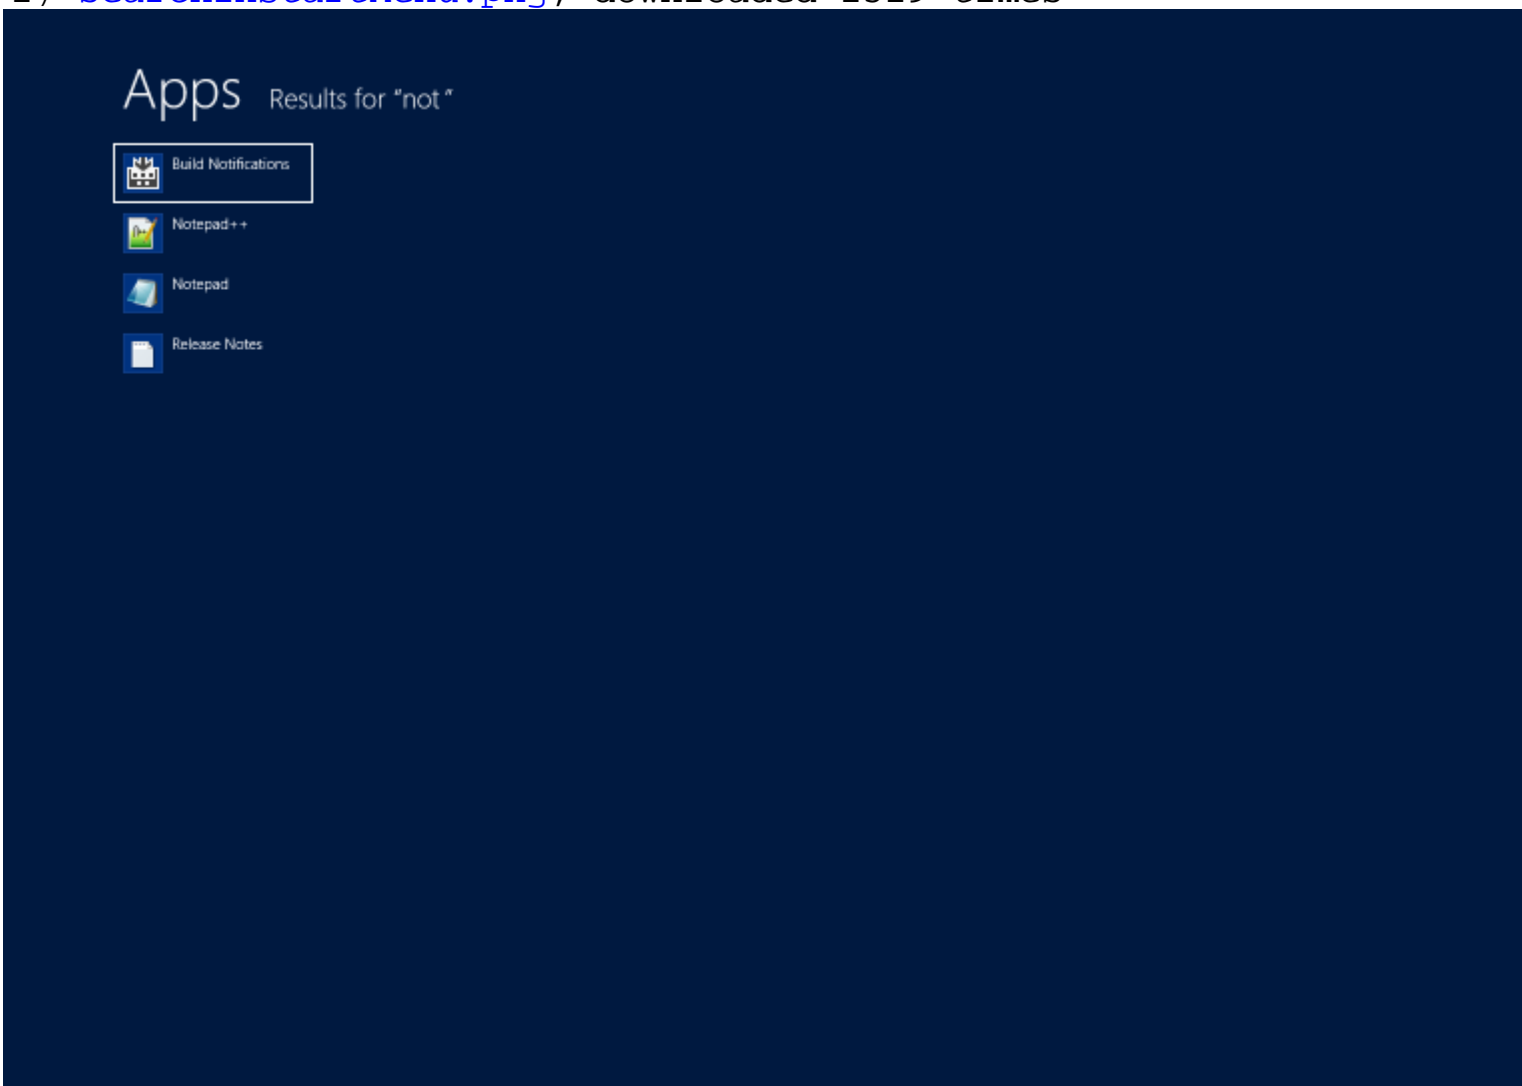 Apps Results for "not"
Build Notifications
Notepad++
Notepad
Release Notes